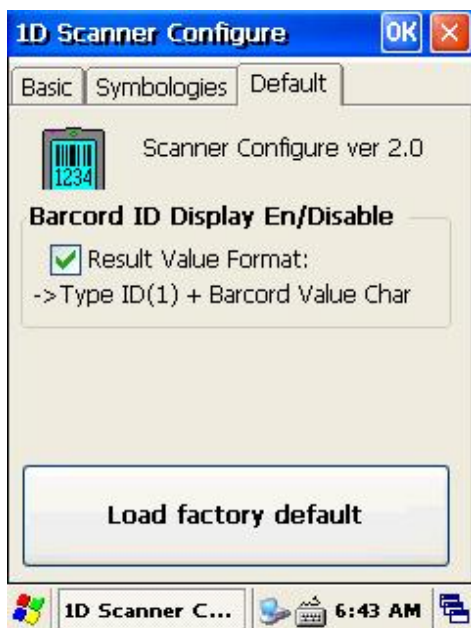 1D Scanner Configure OK
Basic Symbologies Default
Scanner Configure ver 2.0
1234
Barcord ID Display En/Disable
Result Value Format:
->Type ID(1) + Barcord Value Char
Load factory default
1D Scanner C... 6:43 AM